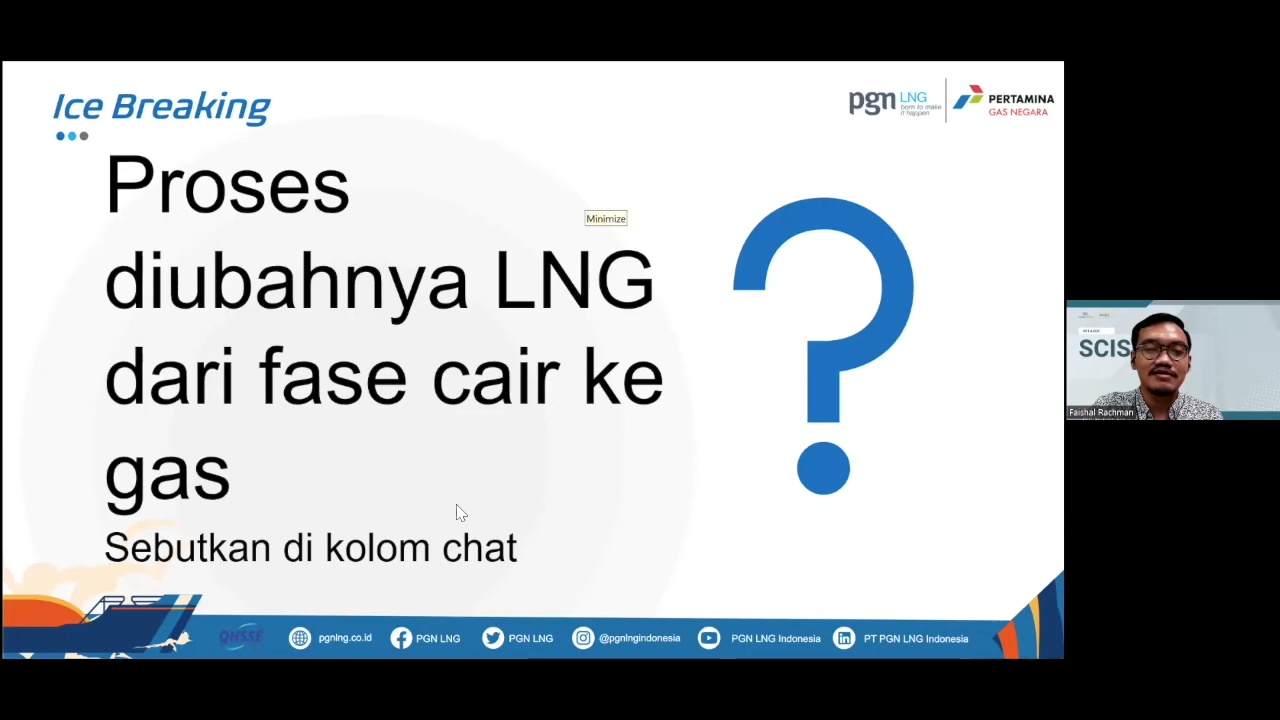 Ice Breaking
pgn LNG
born to make
it happen
PERTAMINA
GAS NEGARA
Proses
diubahnya LNG
dari fase cair ke
gas
Sebutkan di kolom chat
Minimize
SCIS
Faishal Rachman
QHSSE
pgnlng.co.id
PGN LNG
PGN LNG
@pgnlngindonesia
PGN LNG Indonesia
PT PGN LNG Indonesia